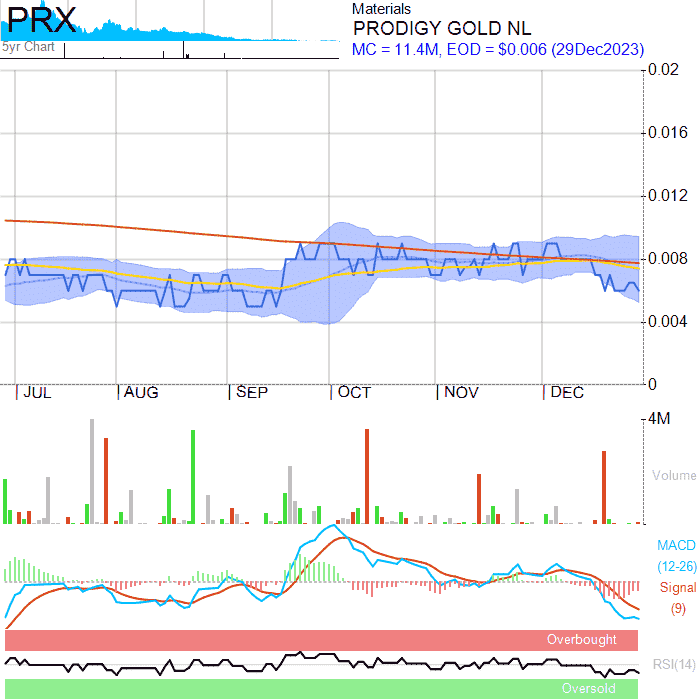 PRX
5yr Chart
Materials
PRODIGY GOLD NL
MC = 11.4M, EOD = $0.006 (29Dec2023)
0.02
0.016
0.012
0.008
0.004
0
JUL AUG SEP OCT NOV DEC
4M
Volume
MACD
(12-26)
Signal
(9)
Overbought
RSI(14)
Oversold